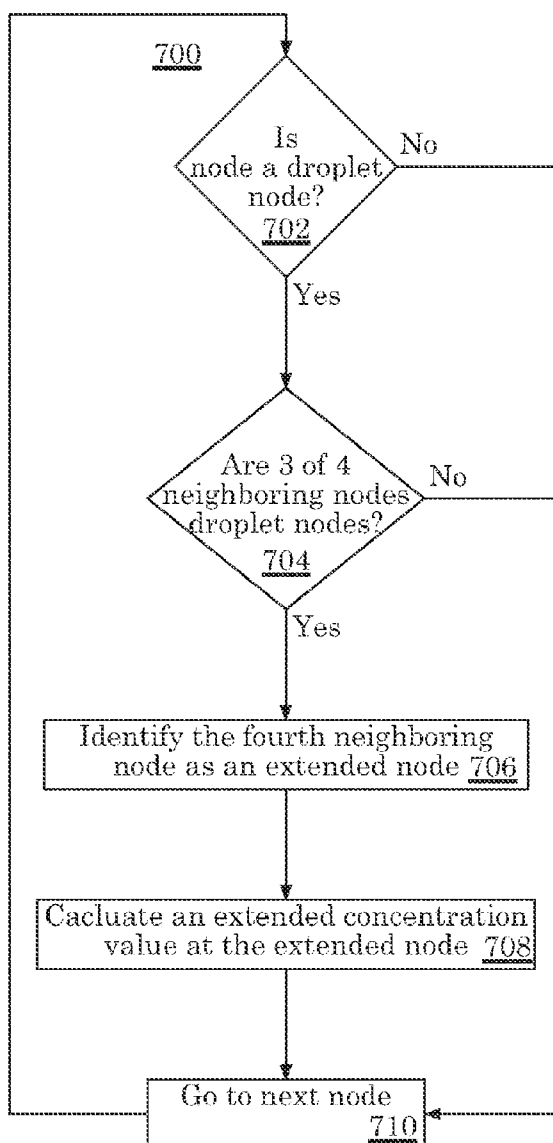 700
Is
node a droplet
node?
702
No
Yes
Are 3 of 4
neighboring nodes
droplet nodes?
704
No
Yes
Identify the fourth neighboring
node as an extended node 706
Cacluate an extended concentration
value at the extended node 708
Go to next node
710